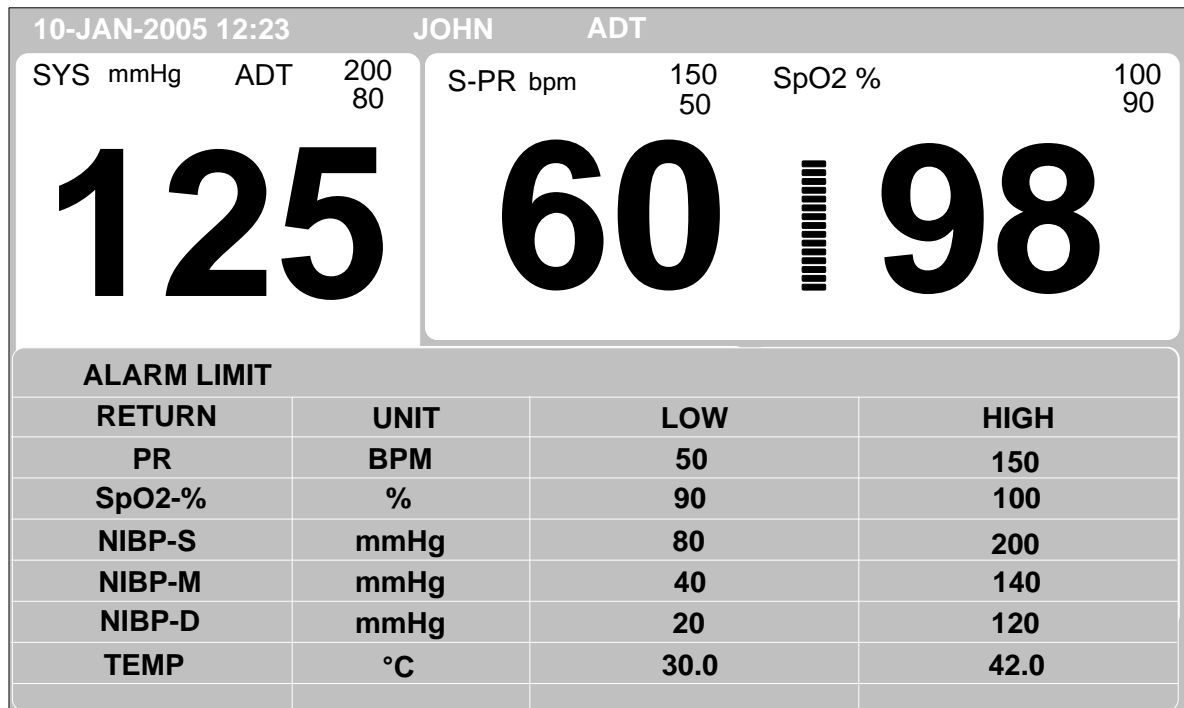 10-JAN-2005 12:23 JOHN ADT
SYS mmHg ADT 200
80
125
S-PR bpm 150
50
60
SpO2 % 100
90
98
ALARM LIMIT
RETURN UNIT LOW HIGH
PR BPM 50 150
SpO2-% % 90 100
NIBP-S mmHg 80 200
NIBP-M mmHg 40 140
NIBP-D mmHg 20 120
TEMP °C 30.0 42.0